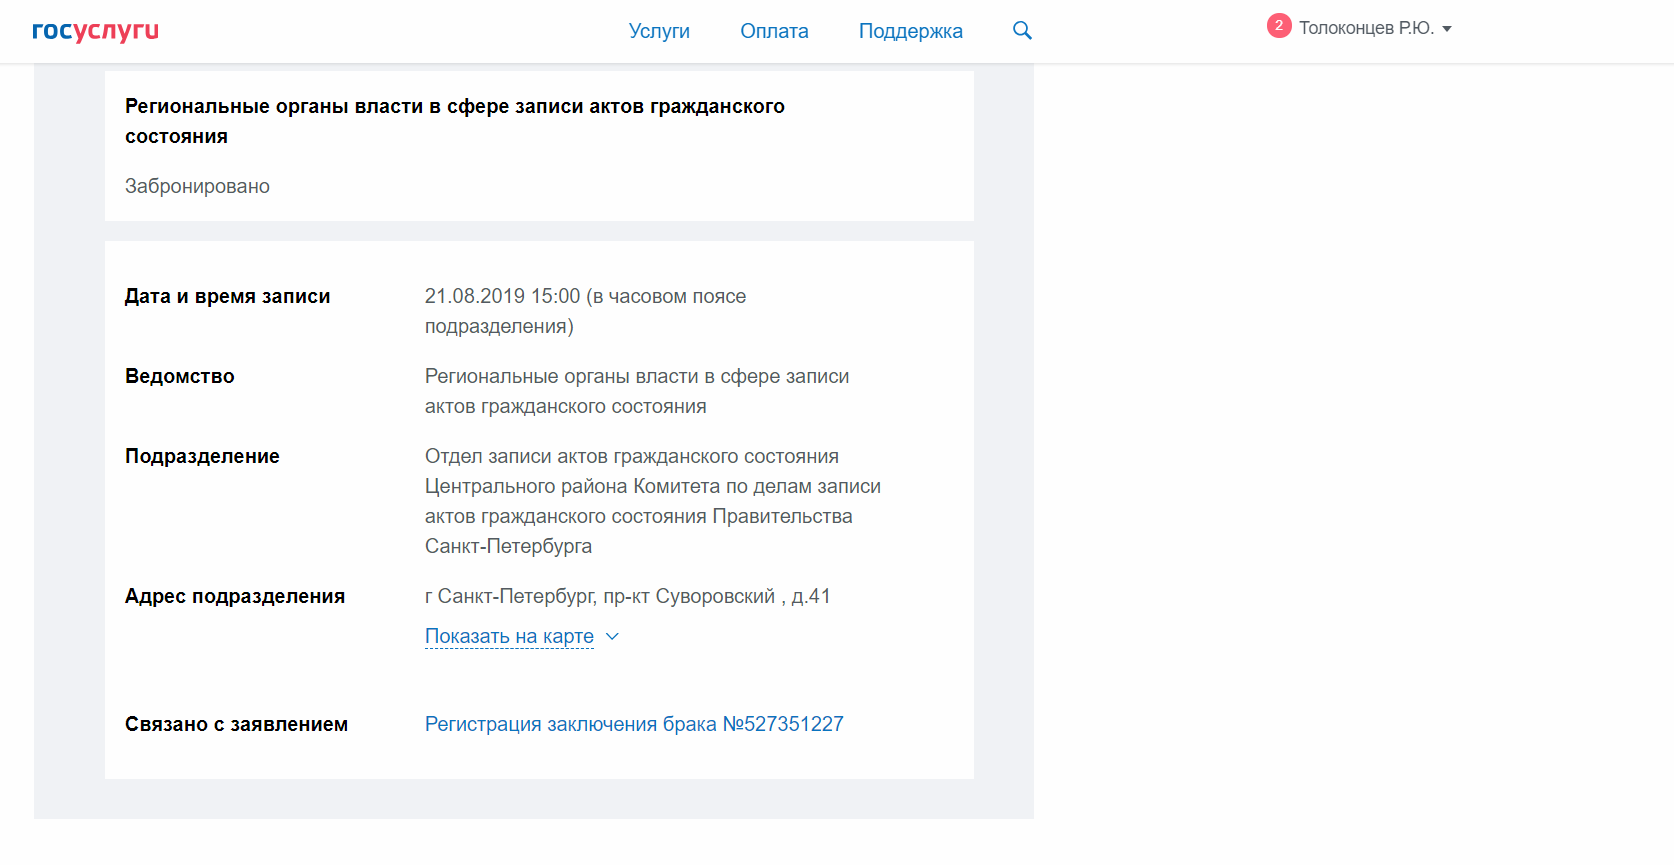 госуслуги
Услуги
Оплата
Поддержка
2
Толоконцев Р.Ю.
Региональные органы власти в сфере записи актов гражданского
состояния
Забронировано
Дата и время записи
21.08.2019 15:00 (в часовом поясе
подразделения)
Ведомство
Региональные органы власти в сфере записи
актов гражданского состояния
Подразделение
Отдел записи актов гражданского состояния
Центрального района Комитета по делам записи
актов гражданского состояния Правительства
Санкт-Петербурга
Адрес подразделения
г Санкт-Петербург, пр-кт Суворовский , д.41
Показать на карте
Связано с заявлением
Регистрация заключения брака №527351227